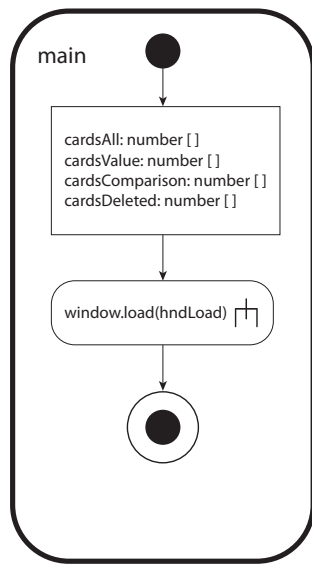 main
cardsAll: number [ ]
cardsValue: number [ ]
cardsComparison: number [ ]
cardsDeleted: number [ ]
window.load(hndLoad)